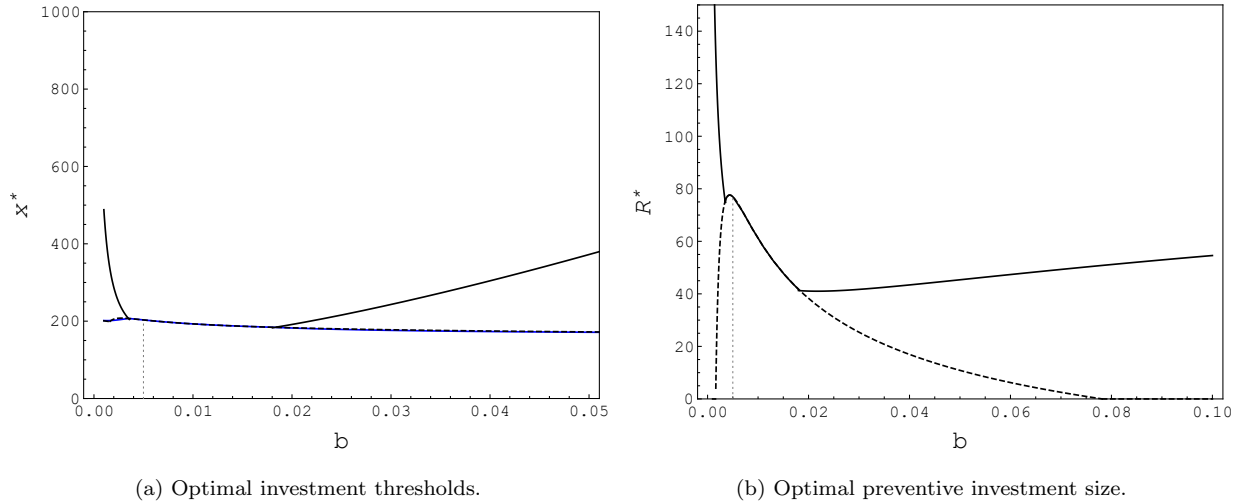 1000
800
600
400
200
0
x*
0.00 0.01 0.02 0.03 0.04 0.05
b
(a) Optimal investment thresholds.
140
120
100
80
60
40
20
0
R*
0.00 0.02 0.04 0.06 0.08 0.10
b
(b) Optimal preventive investment size.